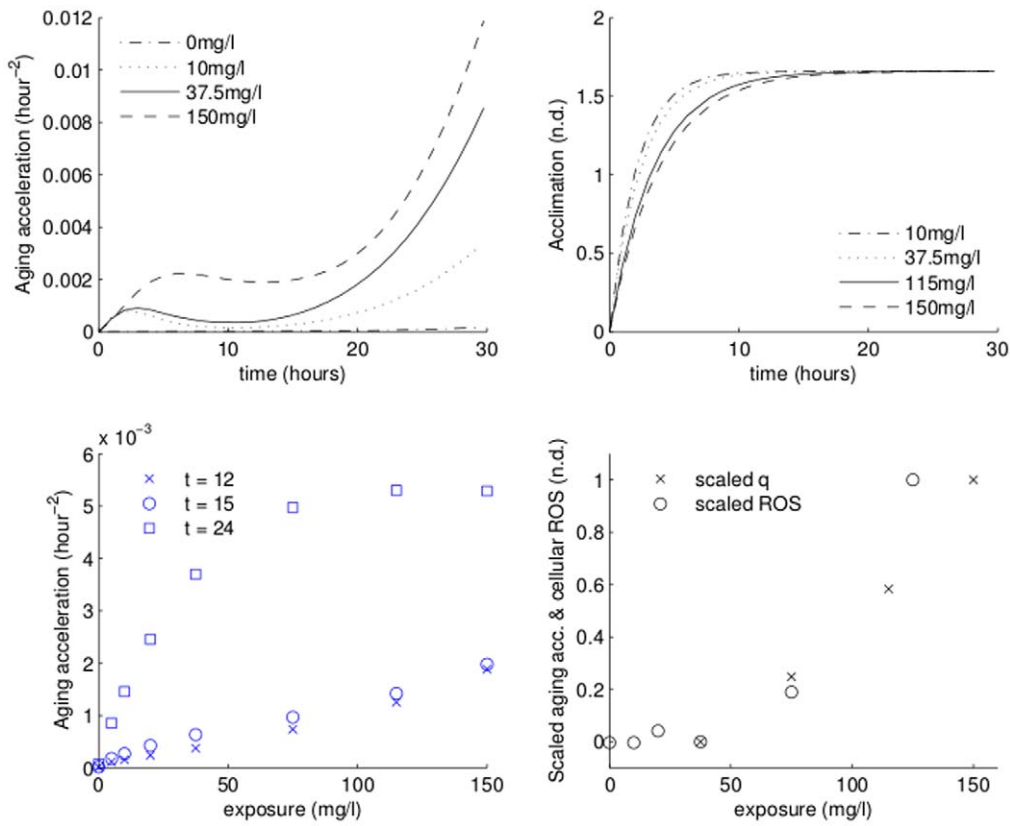 Aging acceleration (hour⁻²)
0.012
0.01
0.008
0.006
0.004
0.002
0
0mg/l
10mg/l
37.5mg/l
150mg/l
0 10 20 30
time (hours)
Acclimation (n.d.)
2
1.5
1
0.5
0
10mg/l
37.5mg/l
115mg/l
150mg/l
0 10 20 30
time (hours)
Aging acceleration (hour⁻²)
x 10⁻³
6
5
4
3
2
1
0
t = 12
t = 15
t = 24
0 50 100 150
exposure (mg/l)
Scaled aging acc. & cellular ROS (n.d.)
1
0.8
0.6
0.4
0.2
0
scaled q
scaled ROS
0 50 100 150
exposure (mg/l)